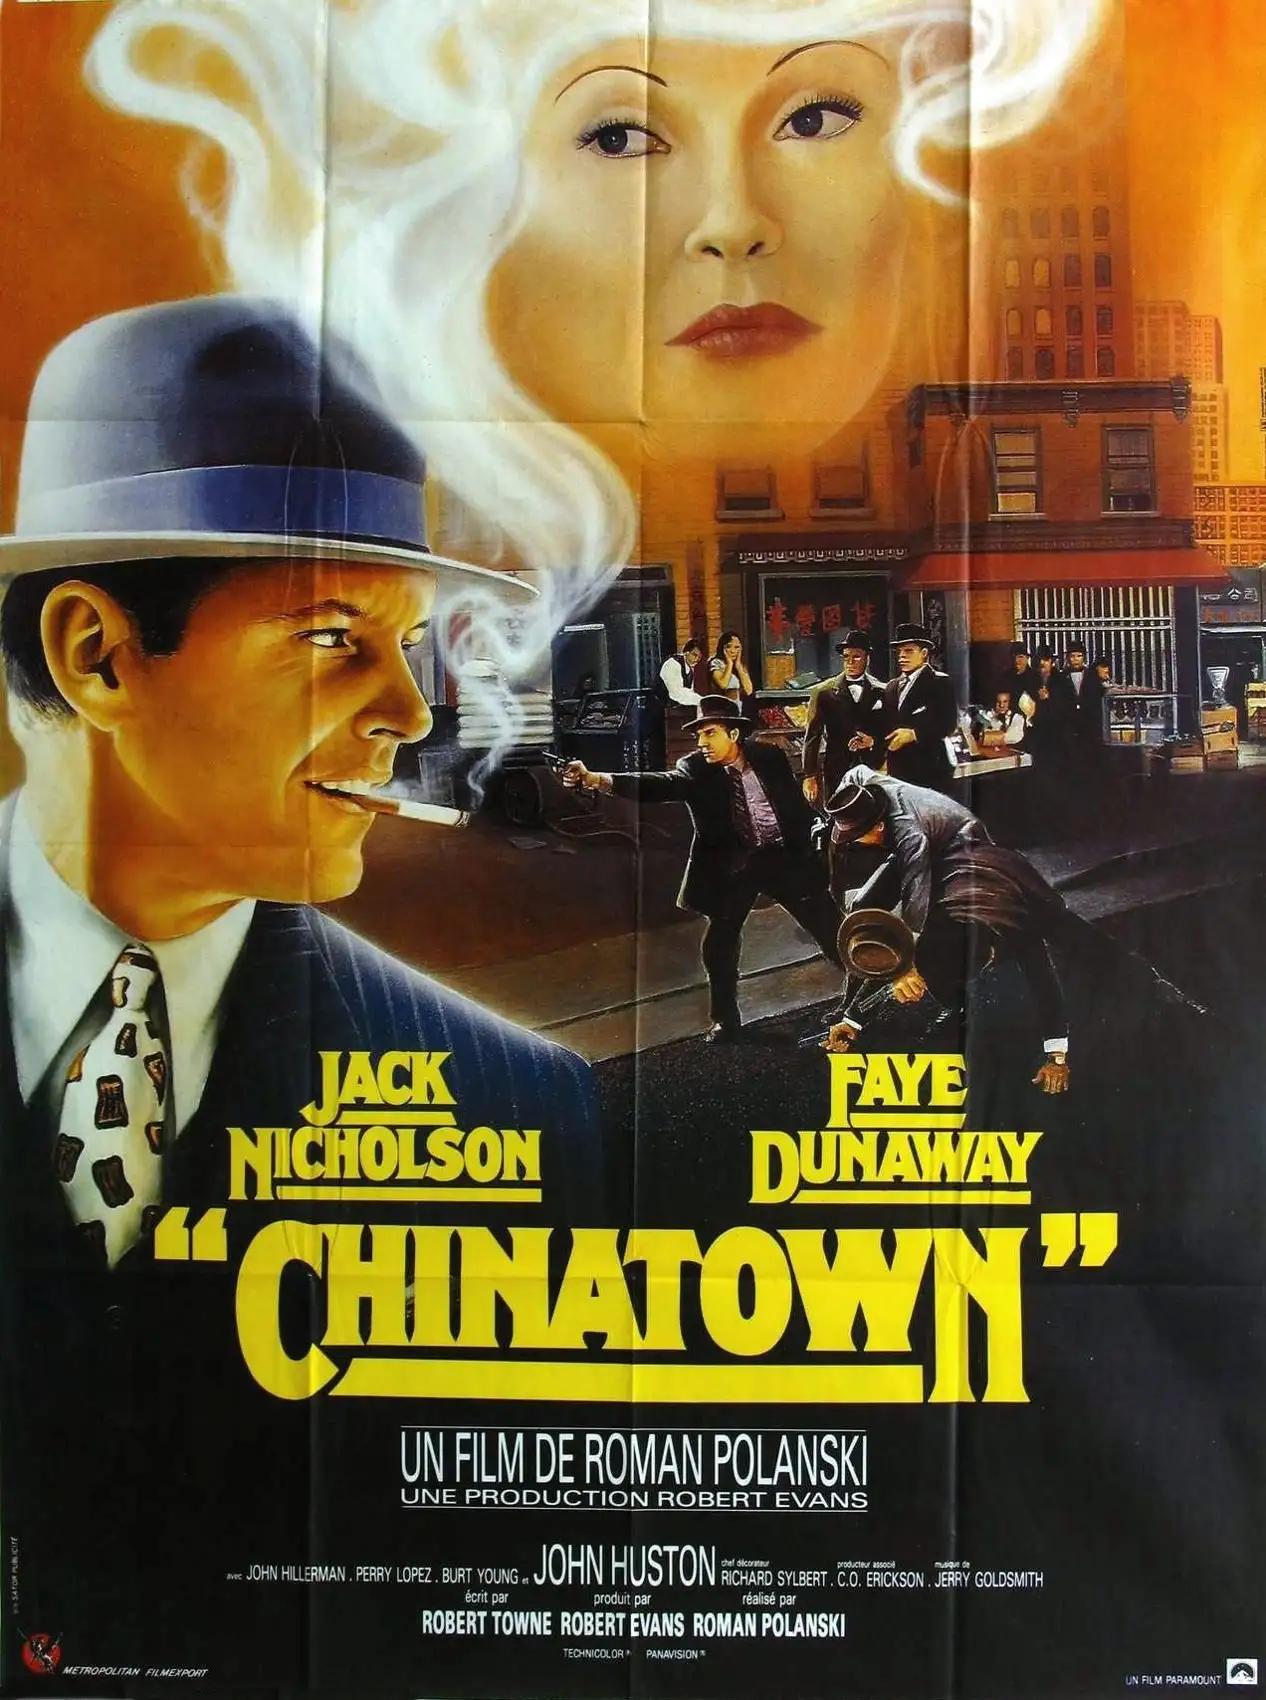 JACK
NICHOLSON
FAYE
DUNAWAY
"CHINATOWN"
UN FILM DE ROMAN POLANSKI
UNE PRODUCTION ROBERT EVANS
avec JOHN HILLERMAN . PERRY LOPEZ . BURT YOUNG et JOHN HUSTON chef décorateur RICHARD SYLBERT . producteur associé C.O. ERICKSON . musique de JERRY GOLDSMITH
écrit par ROBERT TOWNE produit par ROBERT EVANS réalisé par ROMAN POLANSKI
TECHNICOLOR® PANAVISION®
SATOR PUBLICITÉ
METROPOLITAN FILMEXPORT
UN FILM PARAMOUNT